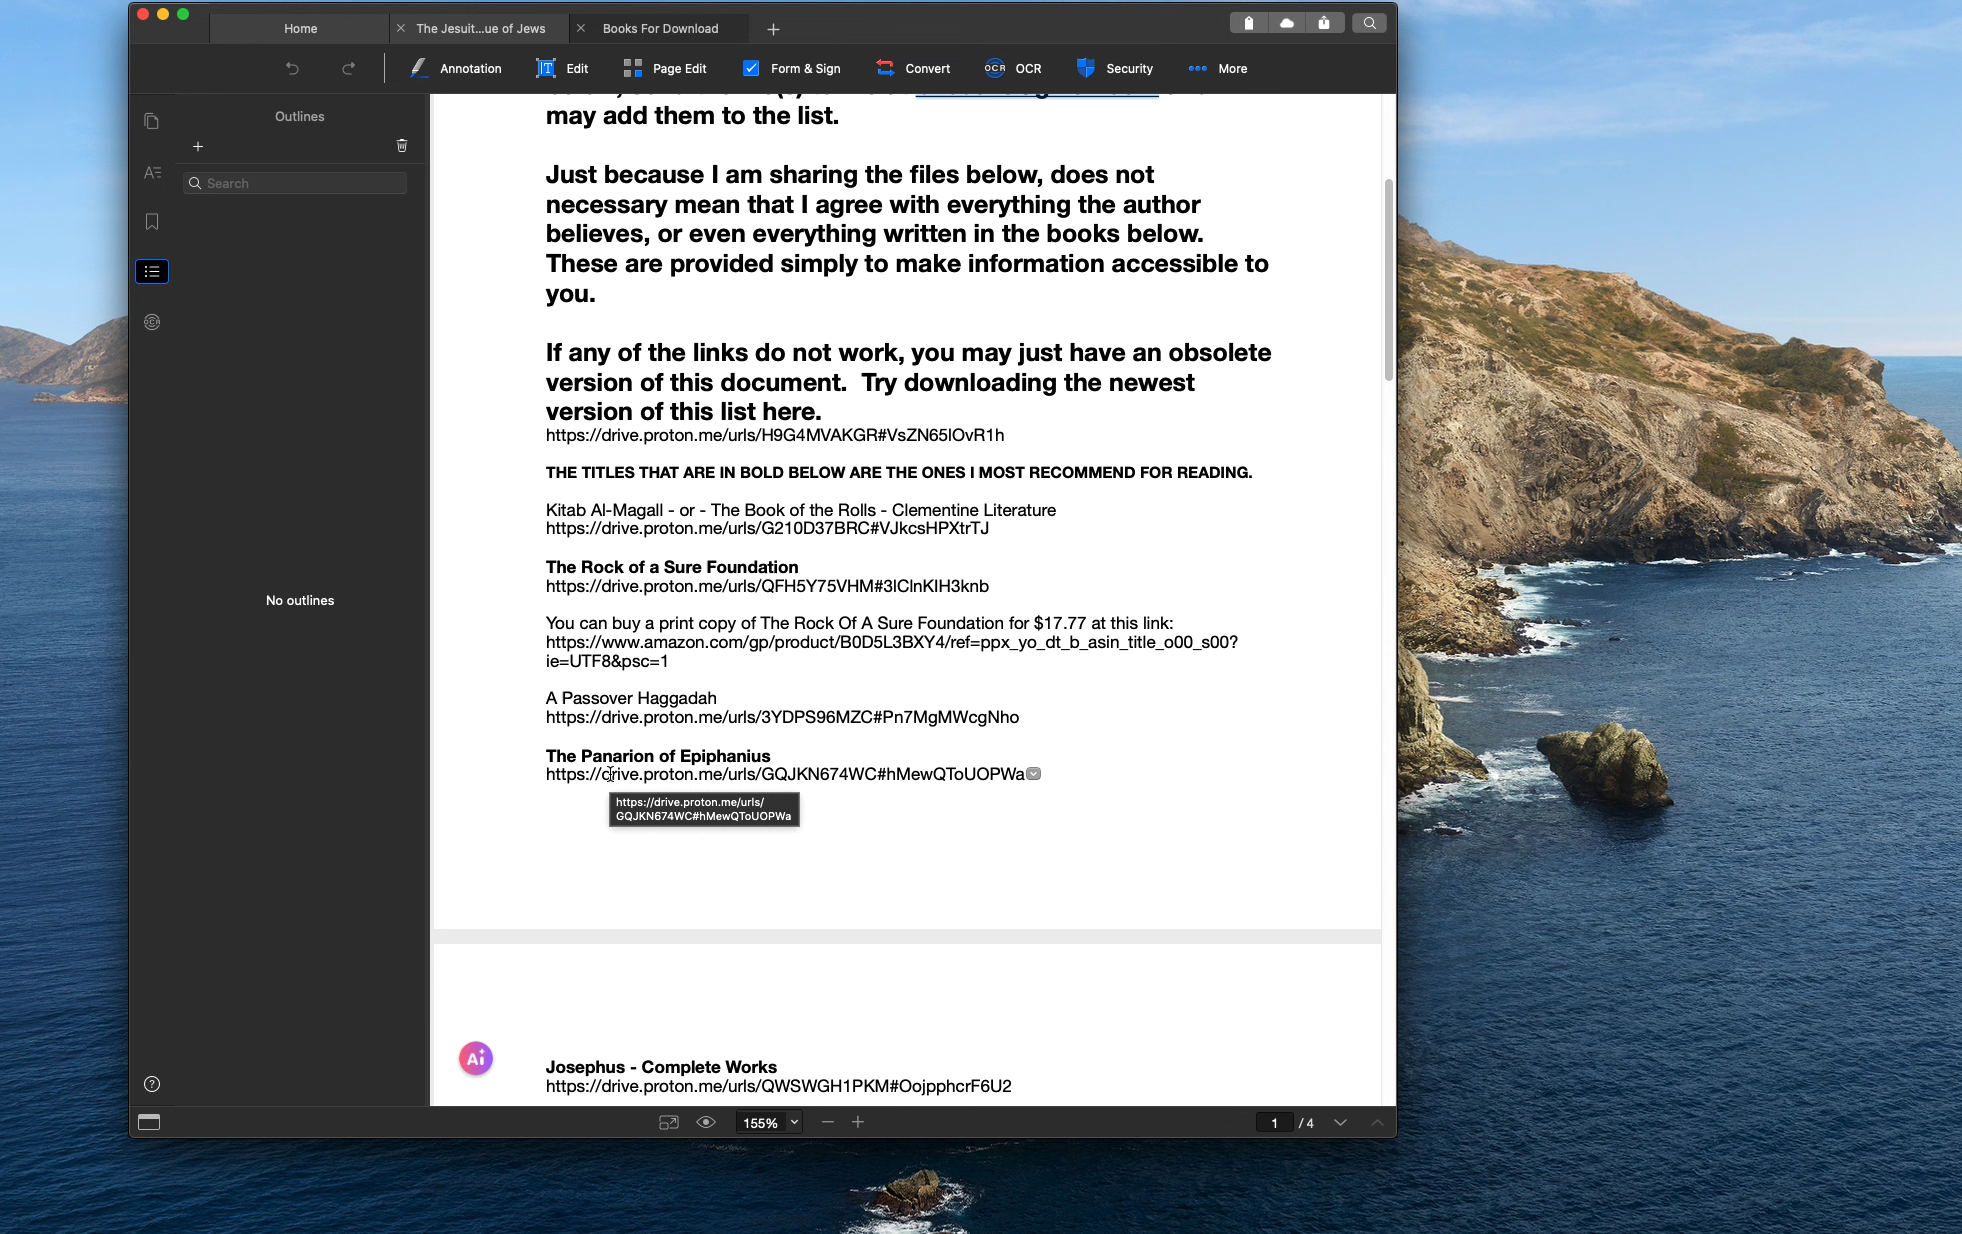 Home
The Jesuit...ue of Jews
Books For Download
Annotation
Edit
Page Edit
Form & Sign
Convert
OCR
OCR
Security
More
Outlines
Search
No outlines
OCR
may add them to the list.
Just because I am sharing the files below, does not
necessary mean that I agree with everything the author
believes, or even everything written in the books below.
These are provided simply to make information accessible to
you.
If any of the links do not work, you may just have an obsolete
version of this document.  Try downloading the newest
version of this list here.
https://drive.proton.me/urls/H9G4MVAKGR#VsZN65lOvR1h
THE TITLES THAT ARE IN BOLD BELOW ARE THE ONES I MOST RECOMMEND FOR READING.
Kitab Al-Magall - or - The Book of the Rolls - Clementine Literature
https://drive.proton.me/urls/G210D37BRC#VJkcsHPXtrTJ
The Rock of a Sure Foundation
https://drive.proton.me/urls/QFH5Y75VHM#3lClnKIH3knb
You can buy a print copy of The Rock Of A Sure Foundation for $17.77 at this link:
https://www.amazon.com/gp/product/B0D5L3BXY4/ref=ppx_yo_dt_b_asin_title_o00_s00?
ie=UTF8&psc=1
A Passover Haggadah
https://drive.proton.me/urls/3YDPS96MZC#Pn7MgMWcgNho
The Panarion of Epiphanius
https://drive.proton.me/urls/GQJKN674WC#hMewQToUOPWa
https://drive.proton.me/urls/
GQJKN674WC#hMewQToUOPWa
Ai
Josephus - Complete Works
https://drive.proton.me/urls/QWSWGH1PKM#OojpphcrF6U2
155%
1 / 4